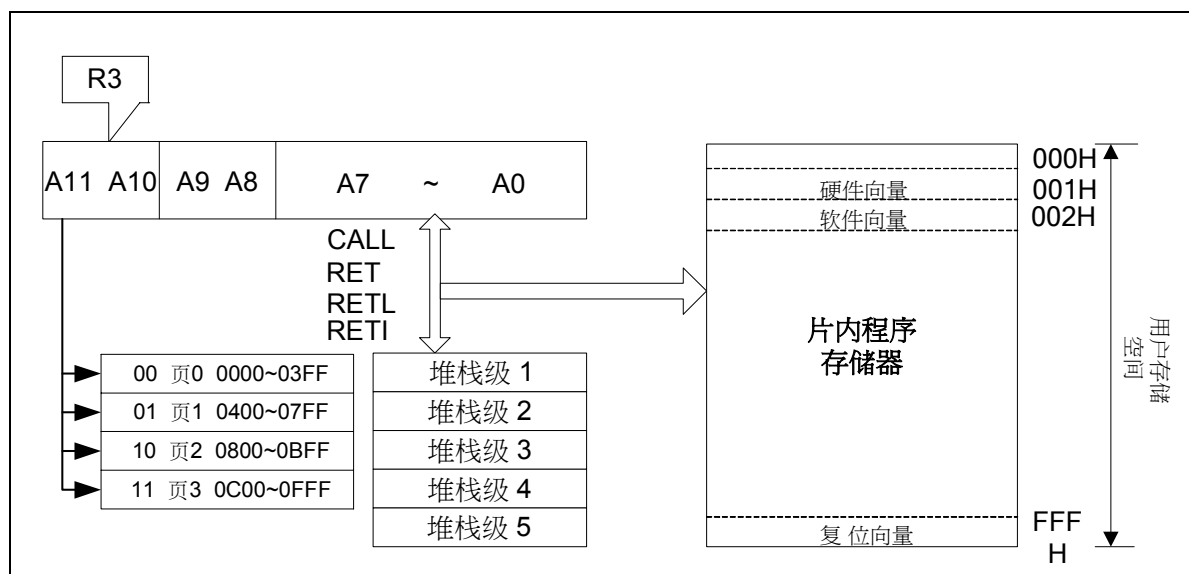 R3
A11 A10 A9 A8 A7 ~ A0
CALL
RET
RETL
RETI
00 页0 0000~03FF
01 页1 0400~07FF
10 页2 0800~0BFF
11 页3 0C00~0FFF
堆栈级 1
堆栈级 2
堆栈级 3
堆栈级 4
堆栈级 5
000H
硬件向量 001H
软件向量 002H
片内程序
存储器
复 位向量
FFF
H
用户存储
空间